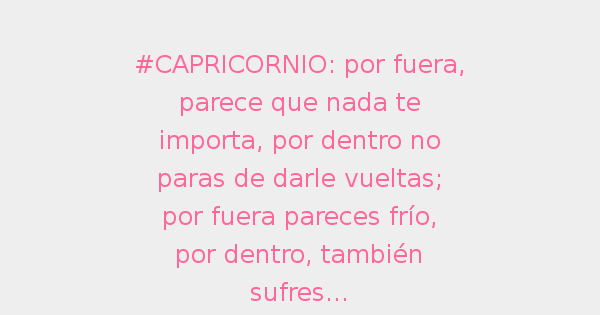 #CAPRICORNIO: por fuera,
parece que nada te
importa, por dentro no
paras de darle vueltas;
por fuera pareces frío,
por dentro, también
sufres...